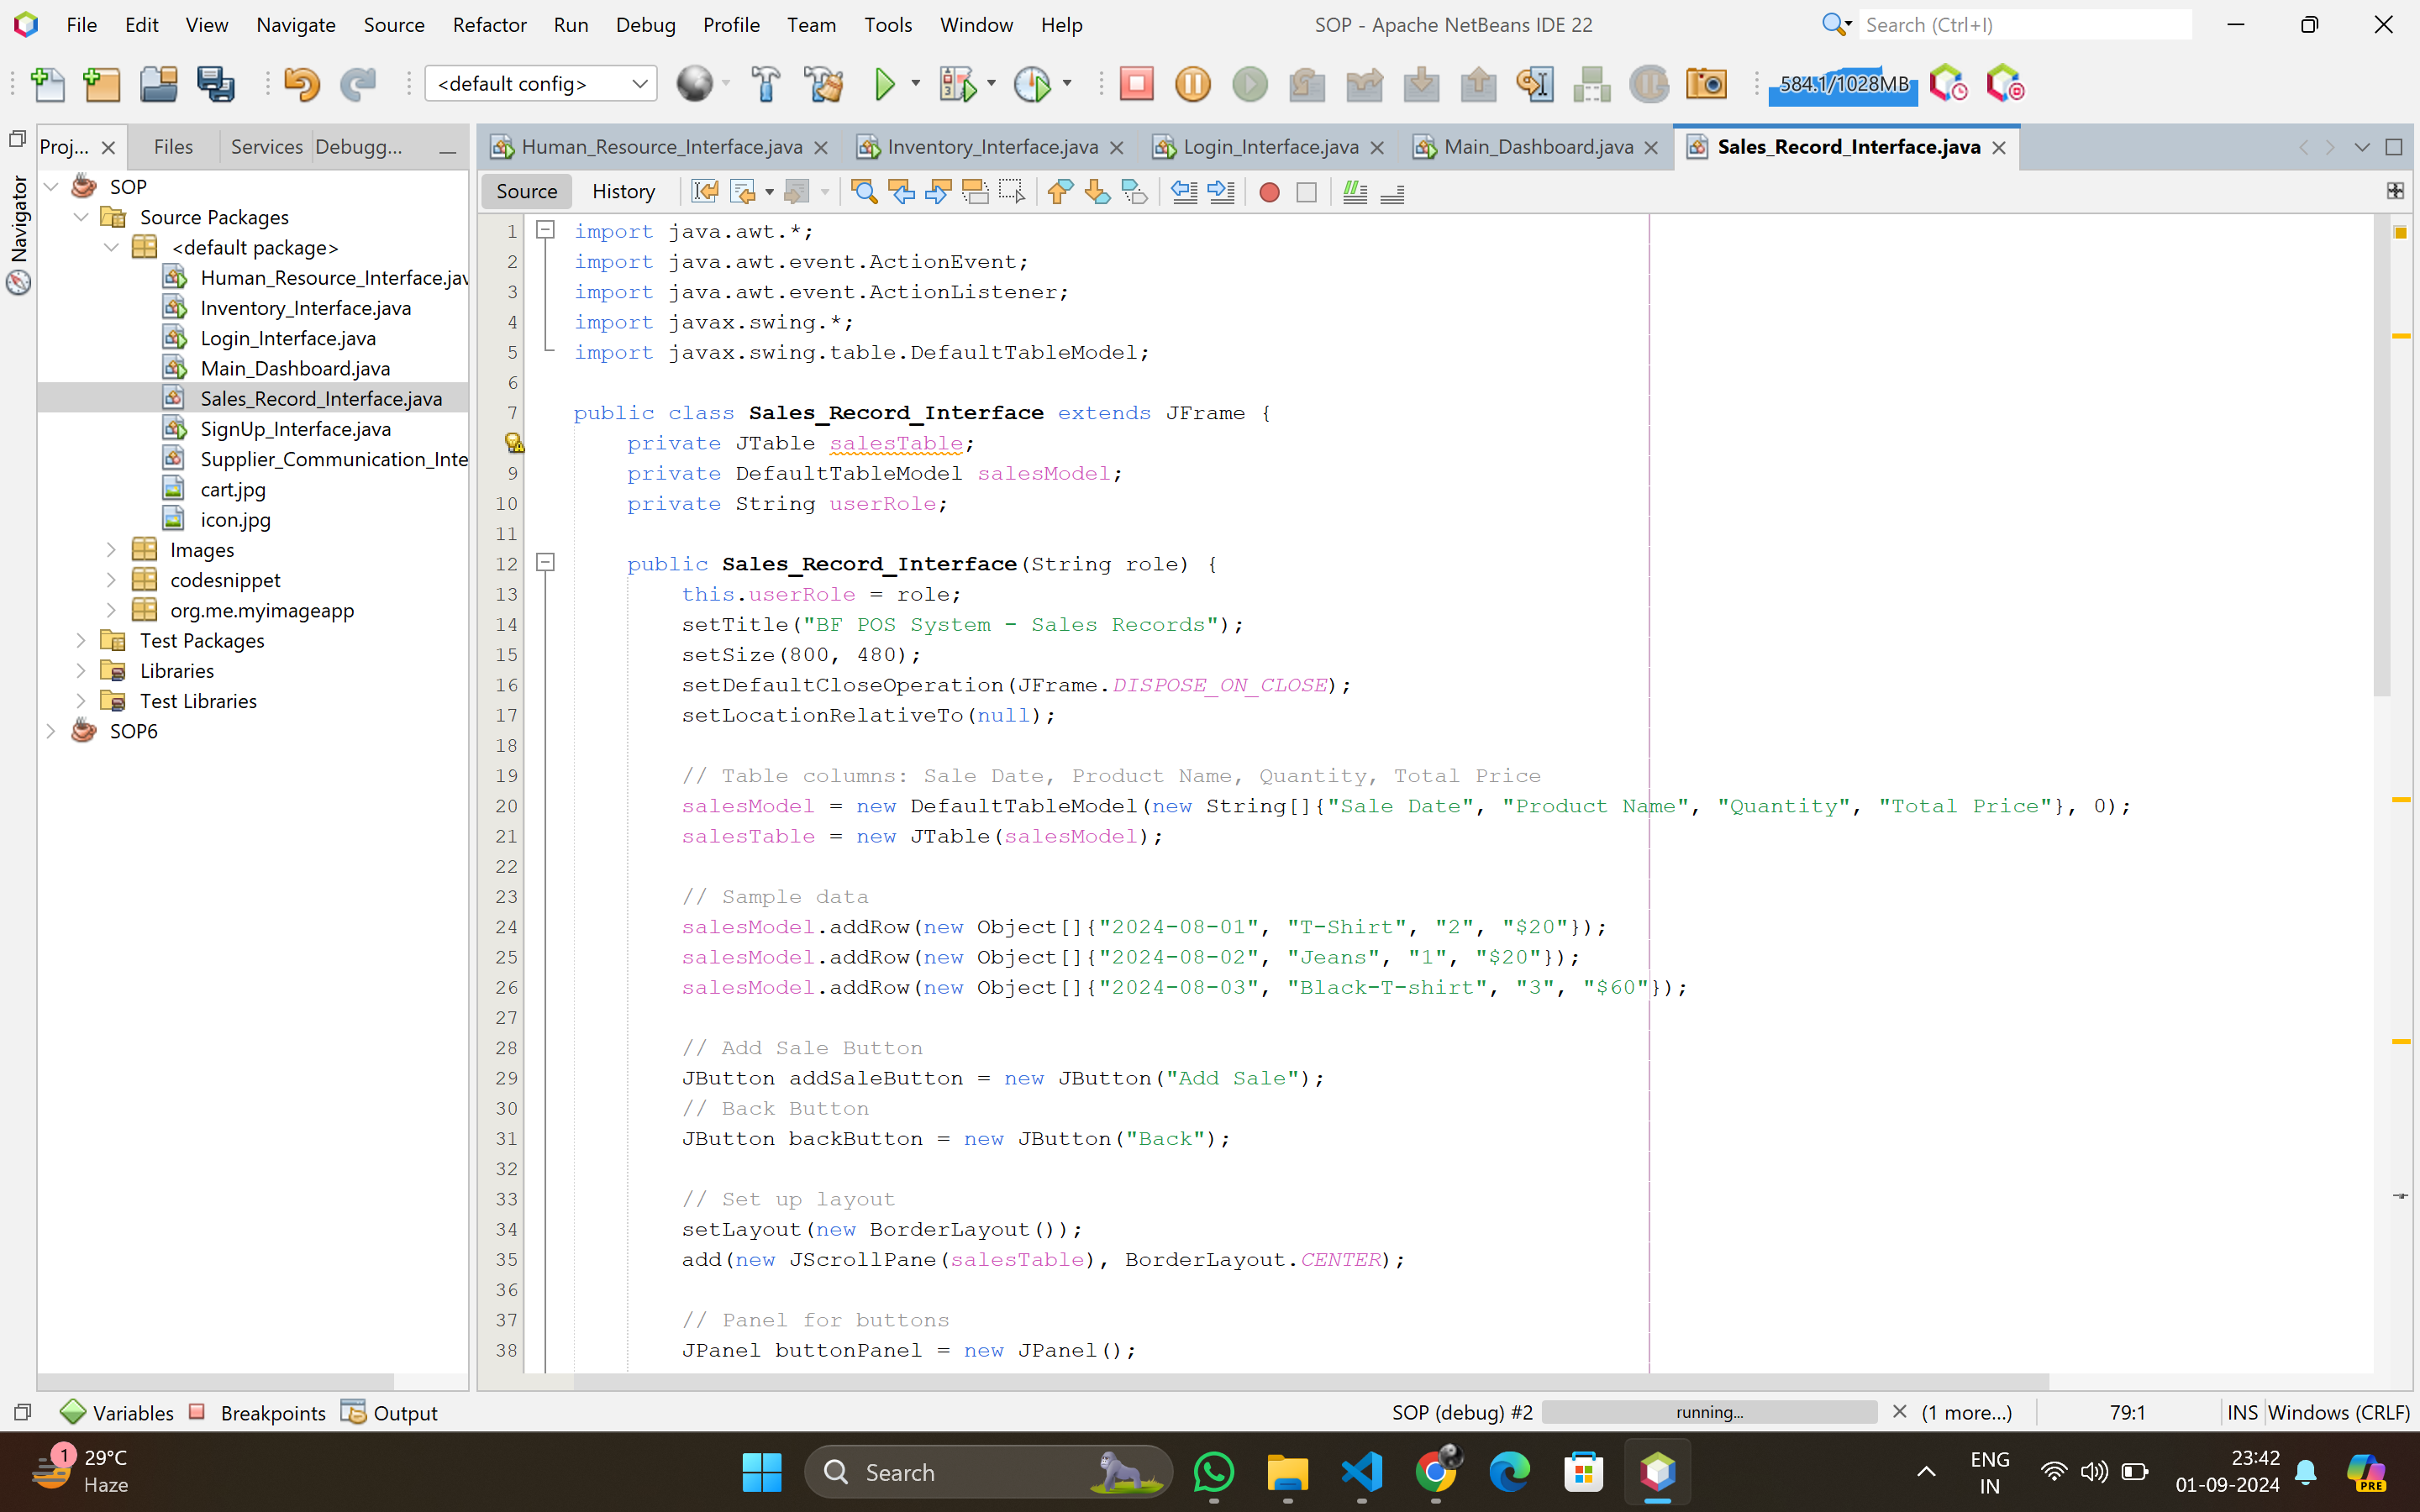 File Edit View Navigate Source Refactor Run Debug Profile Team Tools Window Help
SOP - Apache NetBeans IDE 22
Search (Ctrl+I)
<default config>
584.1/1028MB
Proj... Files Services Debugg...
Navigator
Human_Resource_Interface.java Inventory_Interface.java Login_Interface.java Main_Dashboard.java Sales_Record_Interface.java
Source History
SOP
Source Packages
<default package>
Human_Resource_Interface.jav
Inventory_Interface.java
Login_Interface.java
Main_Dashboard.java
Sales_Record_Interface.java
SignUp_Interface.java
Supplier_Communication_Inte
cart.jpg
icon.jpg
Images
codesnippet
org.me.myimageapp
Test Packages
Libraries
Test Libraries
SOP6
1 import java.awt.*;
2 import java.awt.event.ActionEvent;
3 import java.awt.event.ActionListener;
4 import javax.swing.*;
5 import javax.swing.table.DefaultTableModel;
6
7 public class Sales_Record_Interface extends JFrame {
private JTable salesTable;
9 private DefaultTableModel salesModel;
10 private String userRole;
11
12 public Sales_Record_Interface(String role) {
13 this.userRole = role;
14 setTitle("BF POS System - Sales Records");
15 setSize(800, 480);
16 setDefaultCloseOperation(JFrame.DISPOSE_ON_CLOSE);
17 setLocationRelativeTo(null);
18
19 // Table columns: Sale Date, Product Name, Quantity, Total Price
20 salesModel = new DefaultTableModel(new String[]{"Sale Date", "Product Name", "Quantity", "Total Price"}, 0);
21 salesTable = new JTable(salesModel);
22
23 // Sample data
24 salesModel.addRow(new Object[]{"2024-08-01", "T-Shirt", "2", "$20"});
25 salesModel.addRow(new Object[]{"2024-08-02", "Jeans", "1", "$20"});
26 salesModel.addRow(new Object[]{"2024-08-03", "Black-T-shirt", "3", "$60"});
27
28 // Add Sale Button
29 JButton addSaleButton = new JButton("Add Sale");
30 // Back Button
31 JButton backButton = new JButton("Back");
32
33 // Set up layout
34 setLayout(new BorderLayout());
35 add(new JScrollPane(salesTable), BorderLayout.CENTER);
36
37 // Panel for buttons
38 JPanel buttonPanel = new JPanel();
Variables Breakpoints Output
SOP (debug) #2 running... (1 more...) 79:1 INS Windows (CRLF)
1 29°C
Haze
Search
ENG
IN
23:42
01-09-2024
PRE